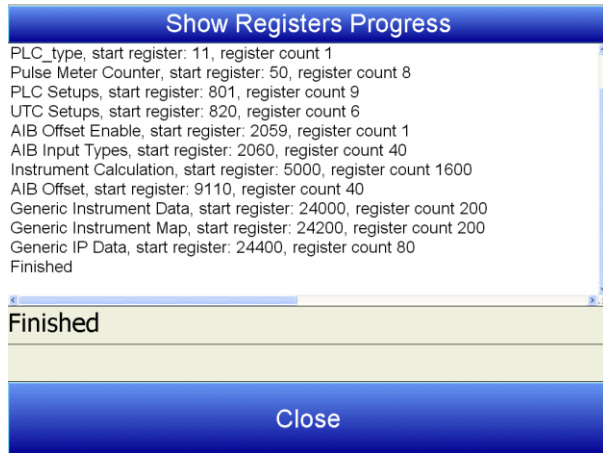 Show Registers Progress
PLC_type, start register: 11, register count 1
Pulse Meter Counter, start register: 50, register count 8
PLC Setups, start register: 801, register count 9
UTC Setups, start register: 820, register count 6
AIB Offset Enable, start register: 2059, register count 1
AIB Input Types, start register: 2060, register count 40
Instrument Calculation, start register: 5000, register count 1600
AIB Offset, start register: 9110, register count 40
Generic Instrument Data, start register: 24000, register count 200
Generic Instrument Map, start register: 24200, register count 200
Generic IP Data, start register: 24400, register count 80
Finished
Finished
Close